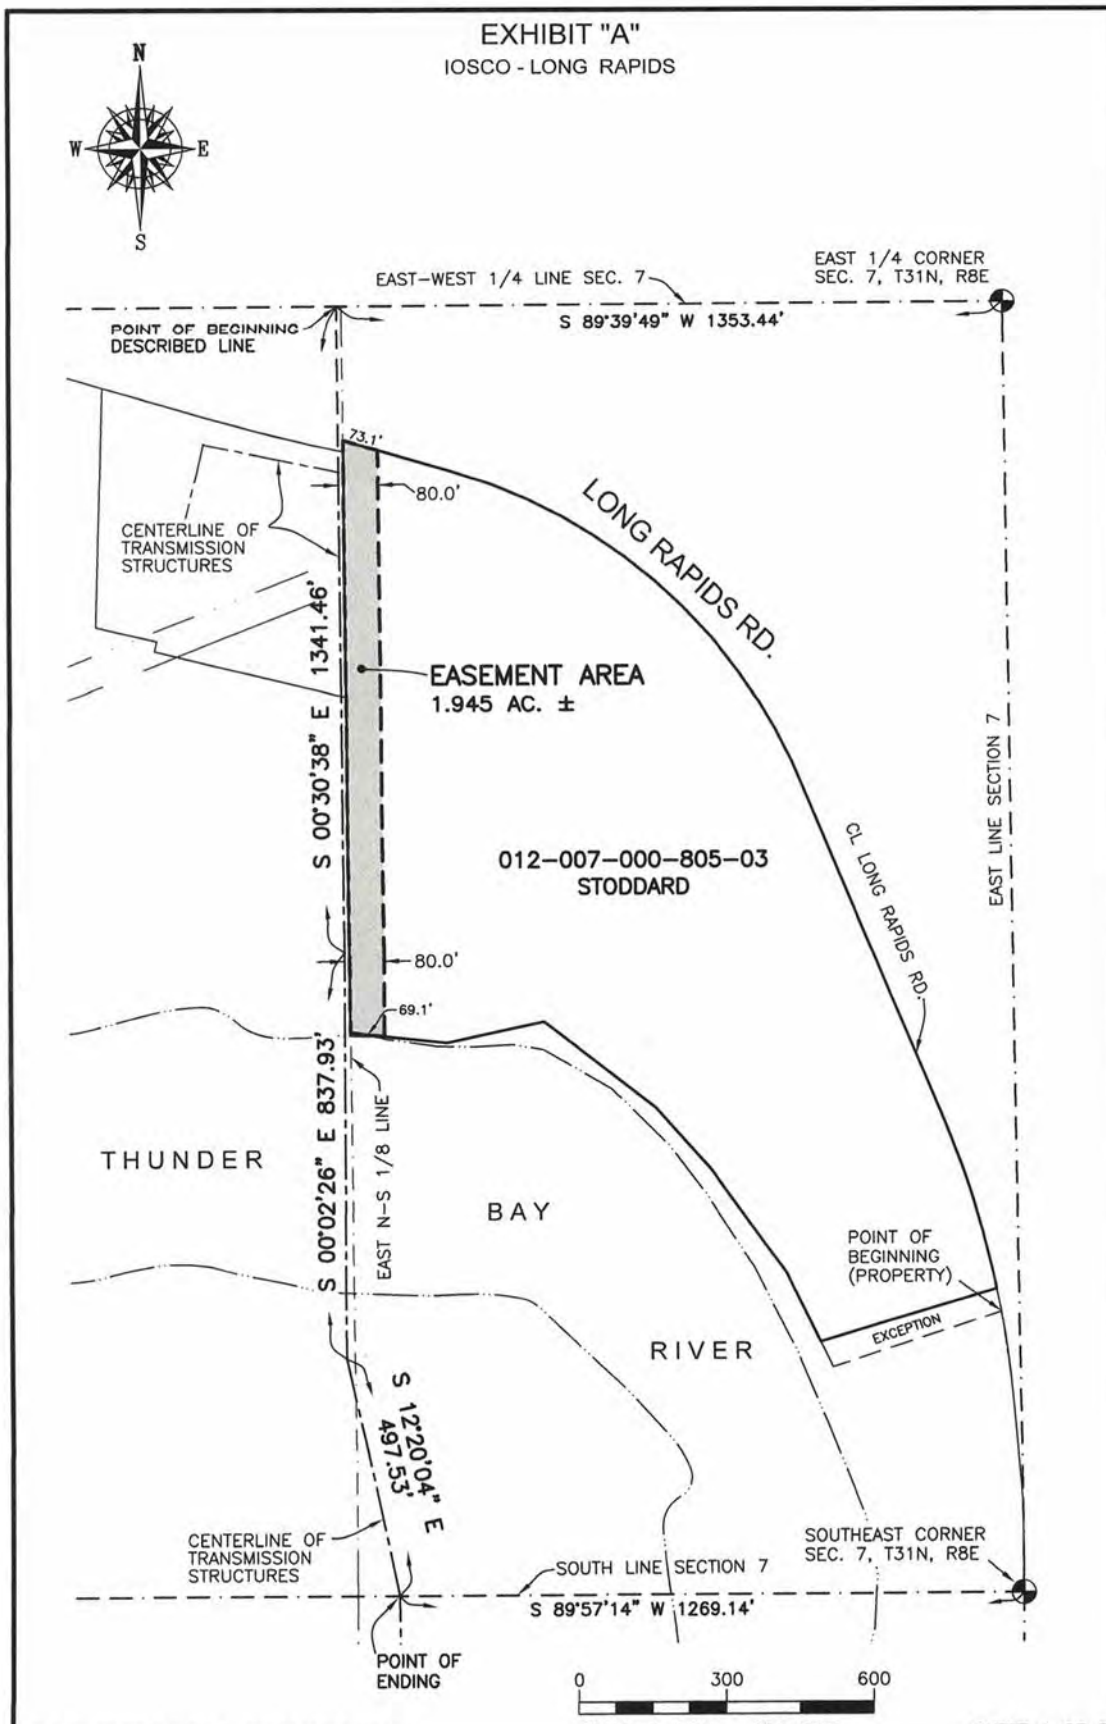 EXHIBIT "A"
IOSCO - LONG RAPIDS
N
W
E
S
EAST 1/4 CORNER
SEC. 7, T31N, R8E
EAST-WEST 1/4 LINE SEC. 7
S 89°39'49" W 1353.44'
POINT OF BEGINNING
DESCRIBED LINE
73.1'
80.0'
LONG RAPIDS RD.
CENTERLINE OF
TRANSMISSION
STRUCTURES
S 00°30'38" E 1341.46'
EASEMENT AREA
1.945 AC. ±
EAST LINE SECTION 7
012-007-000-805-03
STODDARD
CL LONG RAPIDS RD.
80.0'
69.1'
S 00°02'26" E 837.93'
EAST N-S 1/8 LINE
THUNDER
BAY
RIVER
POINT OF
BEGINNING
(PROPERTY)
EXCEPTION
S 12°20'04" E
497.53'
CENTERLINE OF
TRANSMISSION
STRUCTURES
SOUTHEAST CORNER
SEC. 7, T31N, R8E
SOUTH LINE SECTION 7
S 89°57'14" W 1269.14'
POINT OF
ENDING
0 300 600